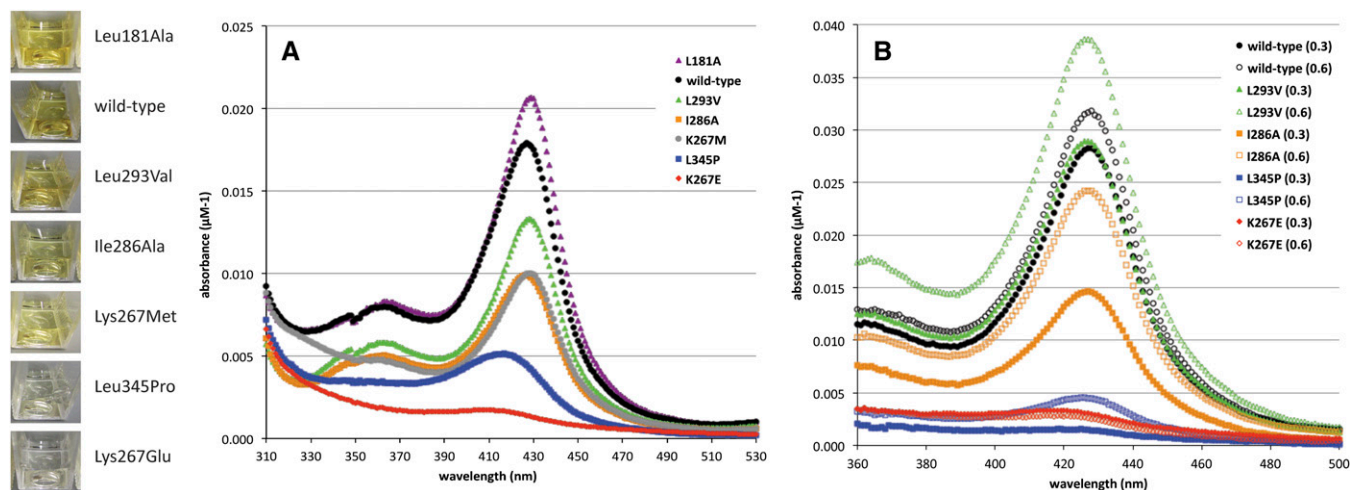 Leu181Ala
wild-type
Leu293Val
Ile286Ala
Lys267Met
Leu345Pro
Lys267Glu
A
absorbance (µM-1)
0.025
0.020
0.015
0.010
0.005
0.000
310 330 350 370 390 410 430 450 470 490 510 530
wavelength (nm)
L181A
wild-type
L293V
I286A
K267M
L345P
K267E
B
absorbance (µM-1)
0.040
0.035
0.030
0.025
0.020
0.015
0.010
0.005
0.000
360 380 400 420 440 460 480 500
wavelength (nm)
wild-type (0.3)
wild-type (0.6)
L293V (0.3)
L293V (0.6)
I286A (0.3)
I286A (0.6)
L345P (0.3)
L345P (0.6)
K267E (0.3)
K267E (0.6)